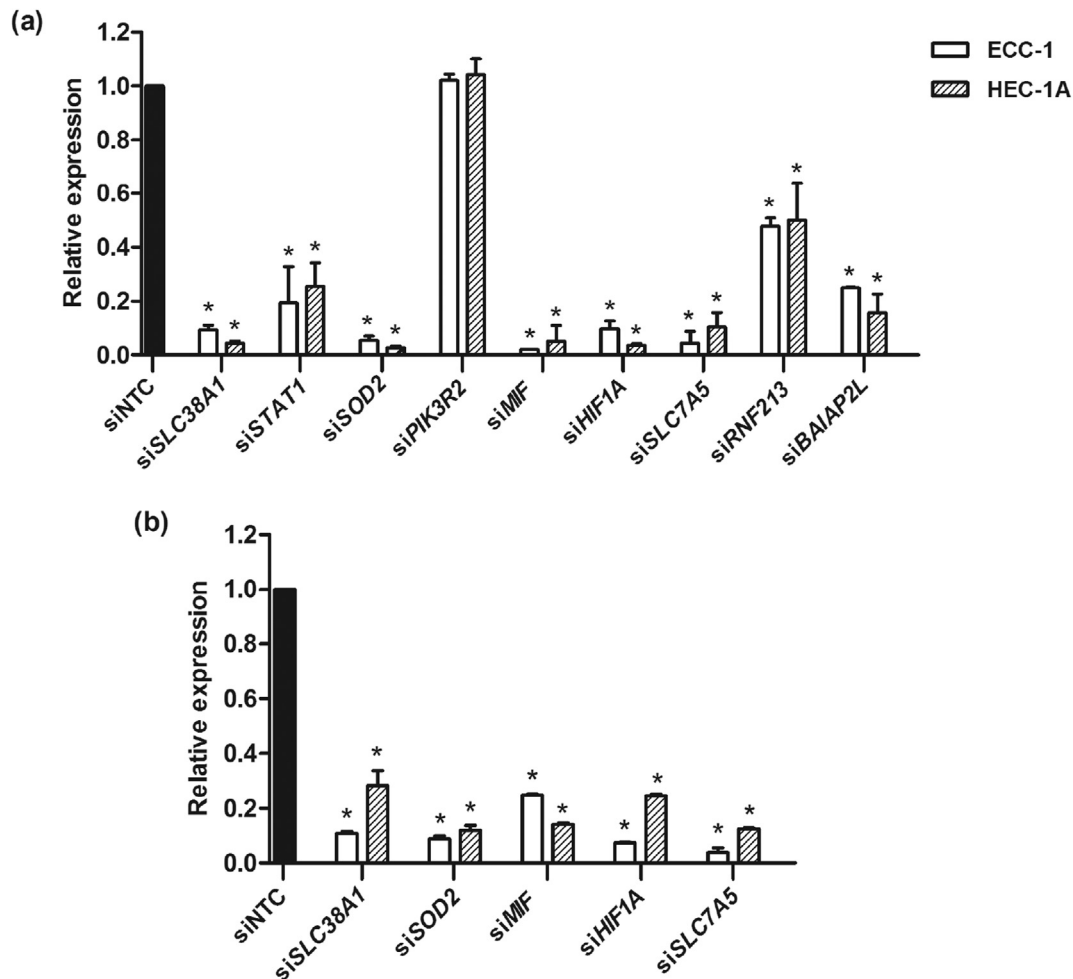 (a)
1.2
1.0
0.8
0.6
0.4
0.2
0.0
Relative expression
ECC-1
HEC-1A
* * * * * * * * * * * * * * * *
siNTC
siSLC38A1
siSTAT1
siSOD2
siPIK3R2
siMIF
siHIF1A
siSLC7A5
siRNF213
siBAIAP2L
(b)
1.2
1.0
0.8
0.6
0.4
0.2
0.0
Relative expression
* * * * * * * * * *
siNTC
siSLC38A1
siSOD2
siMIF
siHIF1A
siSLC7A5